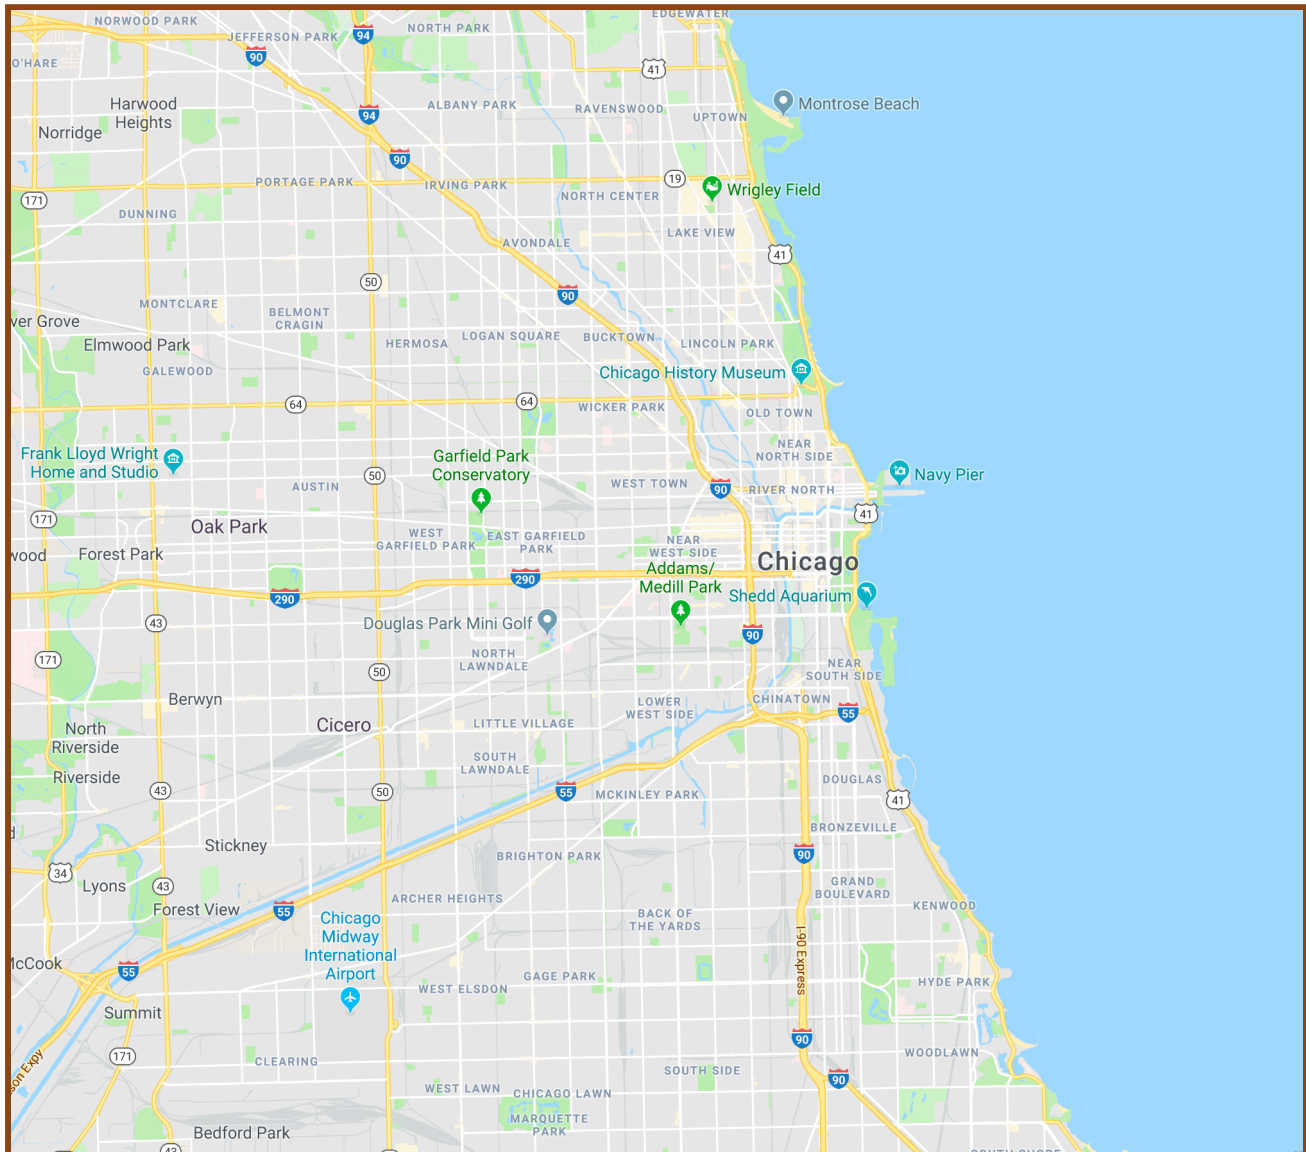 NORWOOD PARK
EDGEWATER
94
NORTH PARK
JEFFERSON PARK
90
O'HARE
41
Harwood
Heights
ALBANY PARK
RAVENSWOOD
Montrose Beach
94
UPTOWN
Norridge
90
PORTAGE PARK
IRVING PARK
19
Wrigley Field
171
NORTH CENTER
DUNNING
LAKE VIEW
AVONDALE
41
50
90
MONTCLARE
BELMONT
CRAGIN
ver Grove
Elmwood Park
HERMOSA
LOGAN SQUARE
BUCKTOWN
LINCOLN PARK
GALEWOOD
Chicago History Museum
64
64
WICKER PARK
OLD TOWN
Frank Lloyd Wright
Home and Studio
Garfield Park
Conservatory
NEAR
NORTH SIDE
50
Navy Pier
AUSTIN
WEST TOWN
90
RIVER NORTH
171
41
Oak Park
WEST
GARFIELD PARK
EAST GARFIELD
PARK
NEAR
WEST SIDE
wood
Forest Park
Chicago
Addams/
Medill Park
290
290
Shedd Aquarium
43
Douglas Park Mini Golf
90
171
NORTH
LAWNDALE
50
NEAR
SOUTH SIDE
Berwyn
LOWER
WEST SIDE
CHINATOWN
55
North
Riverside
Cicero
LITTLE VILLAGE
Riverside
SOUTH
LAWNDALE
DOUGLAS
43
50
55
MCKINLEY PARK
41
d
BRONZEVILLE
Stickney
BRIGHTON PARK
90
34
Lyons
43
GRAND
BOULEVARD
ARCHER HEIGHTS
Forest View
55
KENWOOD
Chicago
Midway
International
Airport
BACK OF
THE YARDS
I-90 Express
McCook
55
GAGE PARK
HYDE PARK
WEST ELSDON
Summit
90
171
son Expy
CLEARING
WOODLAWN
SOUTH SIDE
90
WEST LAWN
CHICAGO LAWN
MARQUETTE
PARK
Bedford Park
43
SOUTH SHORE